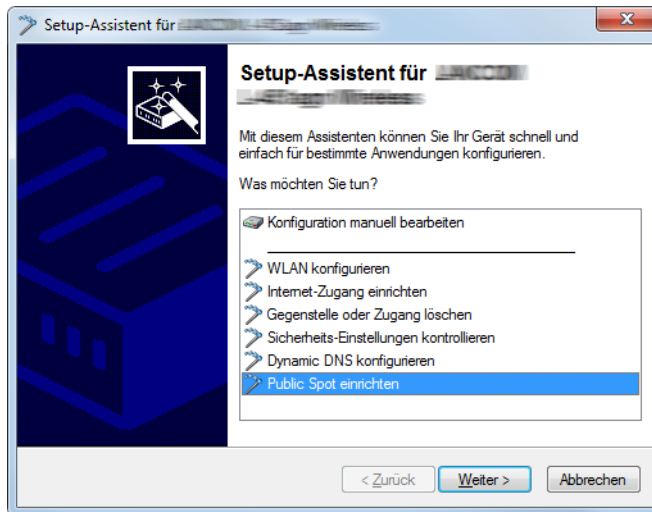 Setup-Assistent für
Setup-Assistent für
Mit diesem Assistenten können Sie Ihr Gerät schnell und
einfach für bestimmte Anwendungen konfigurieren.
Was möchten Sie tun?
Konfiguration manuell bearbeiten
WLAN konfigurieren
Internet-Zugang einrichten
Gegenstelle oder Zugang löschen
Sicherheits-Einstellungen kontrollieren
Dynamic DNS konfigurieren
Public Spot einrichten
< Zurück Weiter > Abbrechen